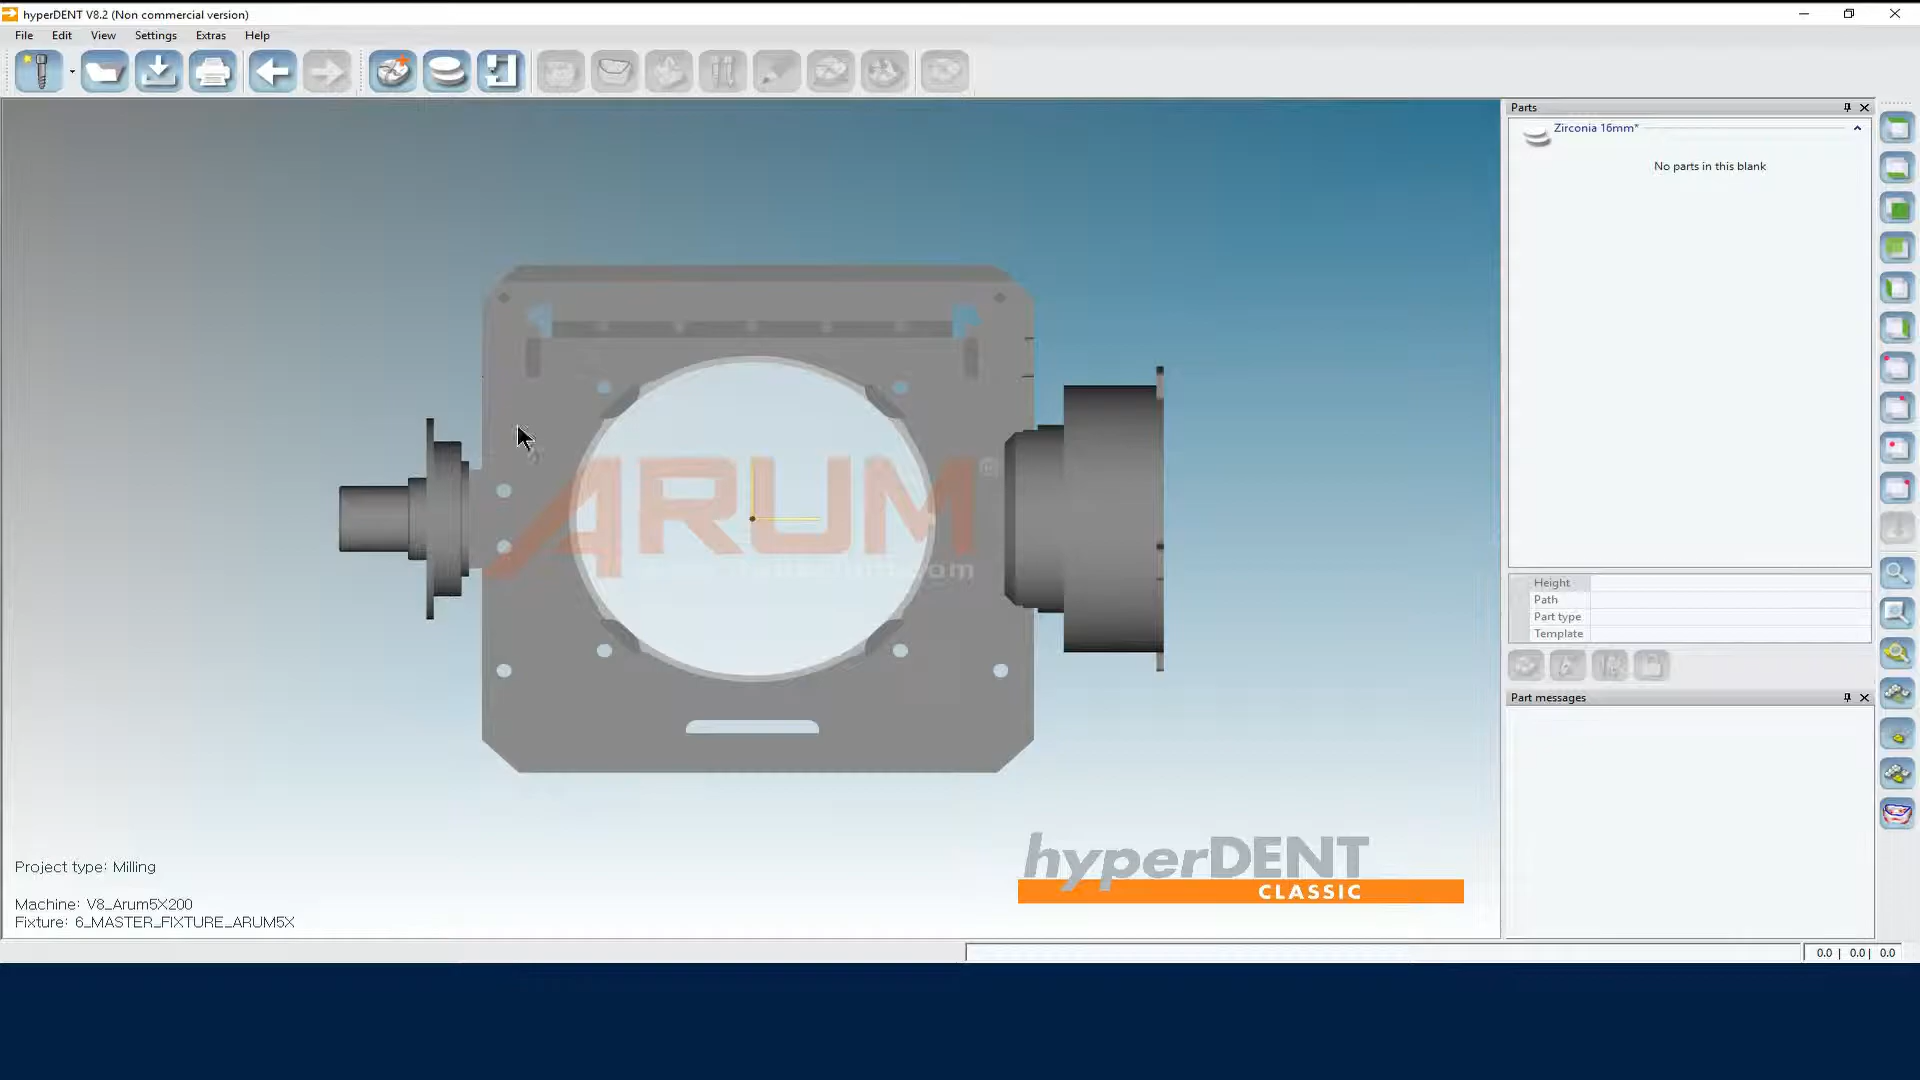 hyperDENT V8.2 (Non commercial version)
File Edit View Settings Extras Help
Parts
Zirconia 16mm*
No parts in this blank
ARUM®
Height
Path
Part type
Template
Part messages
hyperDENT
CLASSIC
Project type: Milling
Machine: V8_Arum5X200
Fixture: 6_MASTER_FIXTURE_ARUM5X
0.0 | 0.0 | 0.0